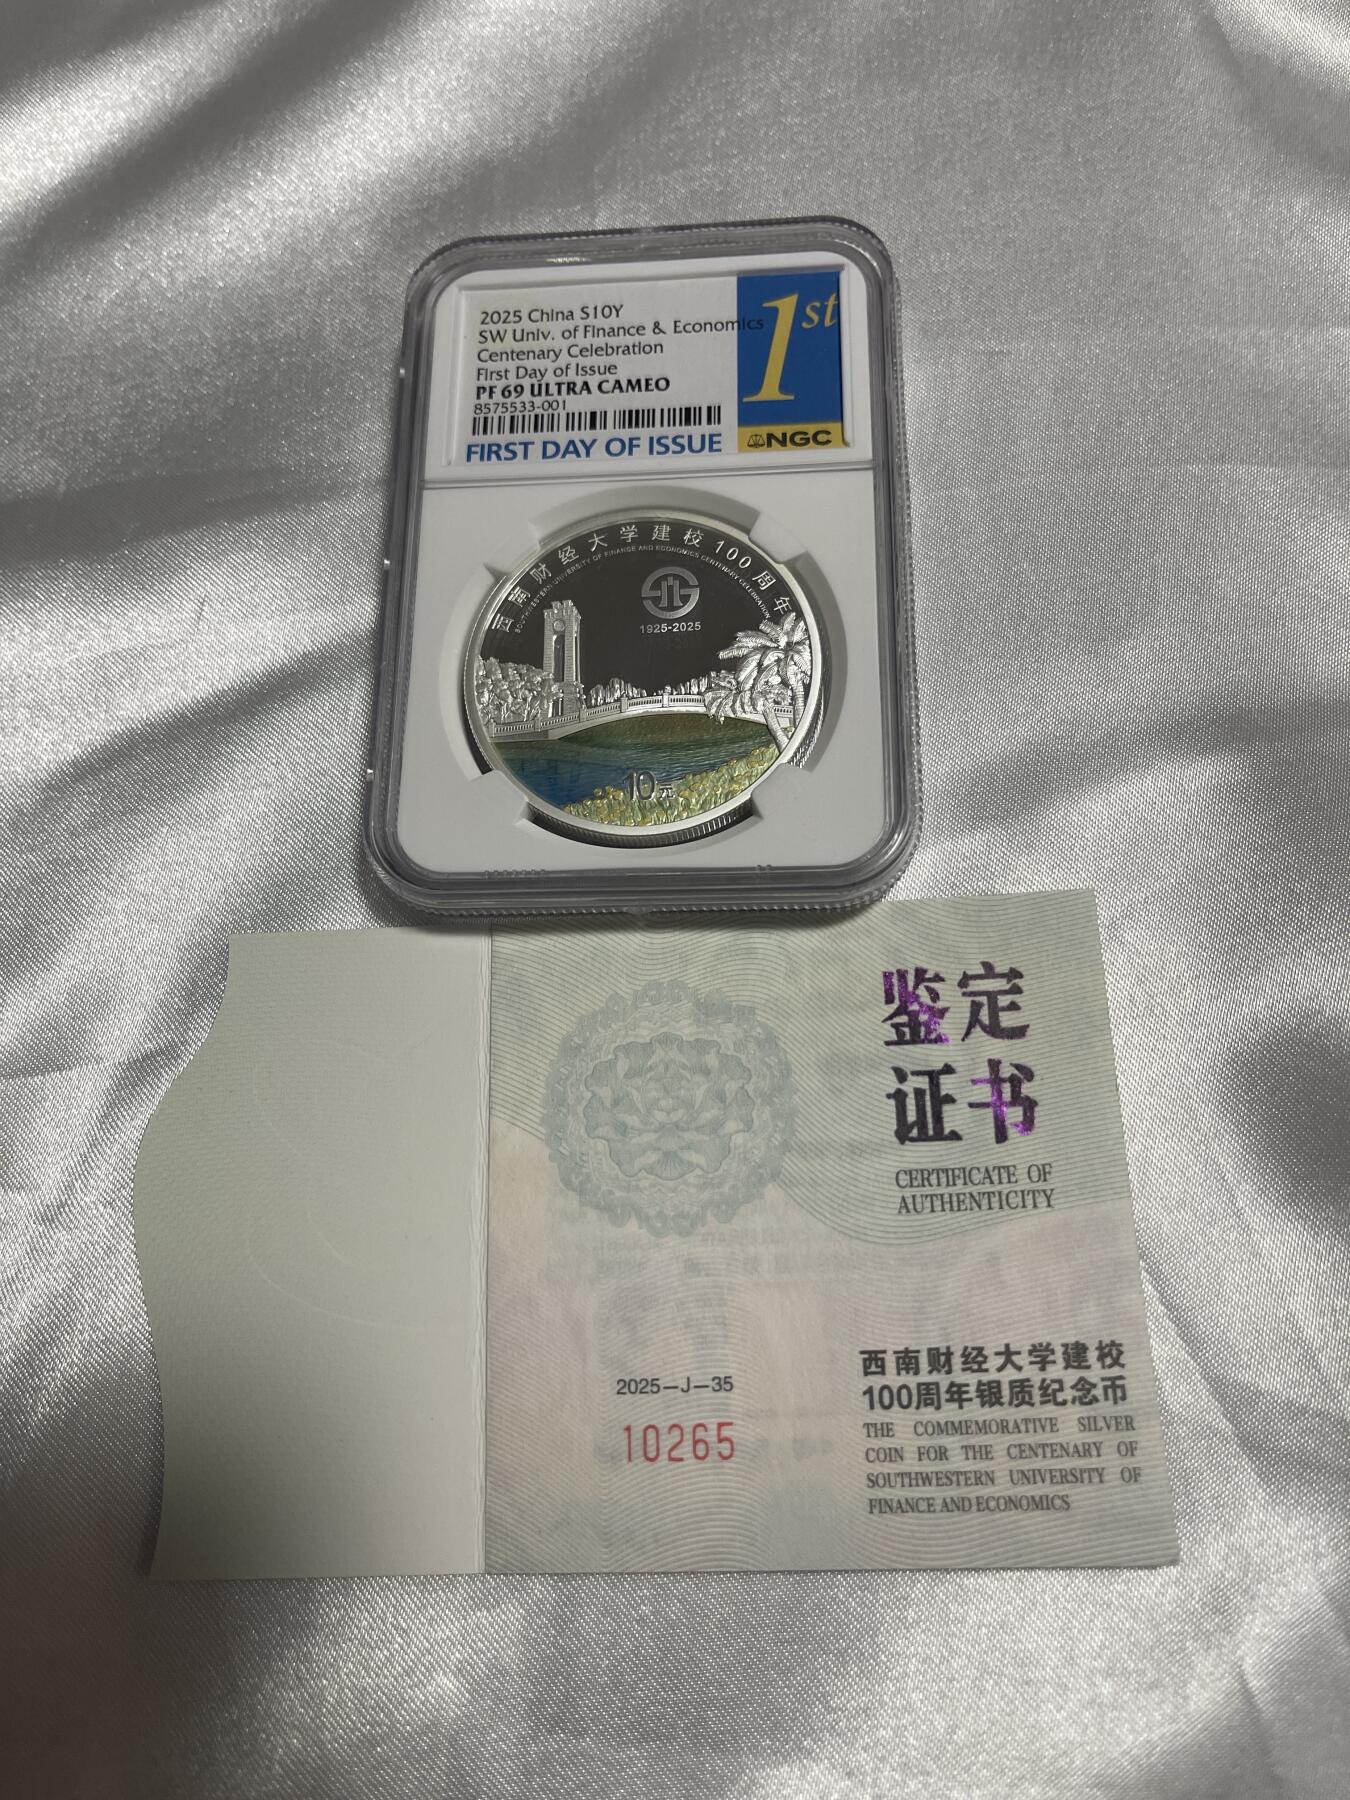 2025 China S10Y
SW Univ. of Finance & Economics
Centenary Celebration
First Day of Issue
PF 69 ULTRA CAMEO
8575533-001
FIRST DAY OF ISSUE
1st
NGC
西南财经大学建校100周年
SOUTHWESTERN UNIVERSITY OF FINANCE AND ECONOMICS CENTENARY CELEBRATION
1925-2025
10元
鉴定
证书
CERTIFICATE OF
AUTHENTICITY
2025—J—35
10265
西南财经大学建校
100周年银质纪念币
THE COMMEMORATIVE SILVER
COIN FOR THE CENTENARY OF
SOUTHWESTERN UNIVERSITY OF
FINANCE AND ECONOMICS